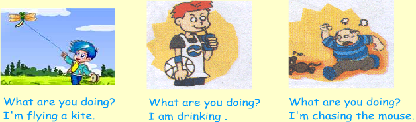 What are you doing?
I'm flying a kite.
What are you doing?
I am drinking .
What are you doing?
I'm chasing the mouse